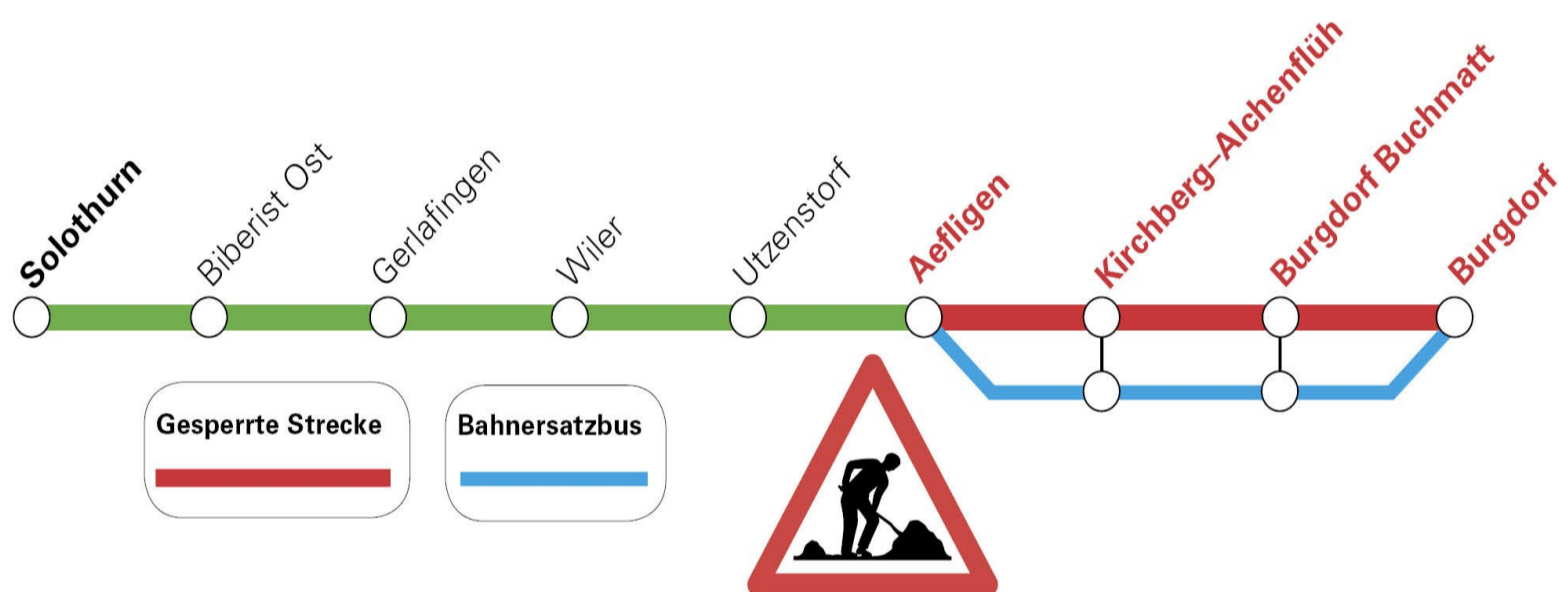 Solothurn
Biberist Ost
Gerlafingen
Wiler
Utzenstorf
Aefligen
Kirchberg–Alchenflüh
Burgdorf Buchmatt
Burgdorf
Gesperrte Strecke
Bahnersatzbus